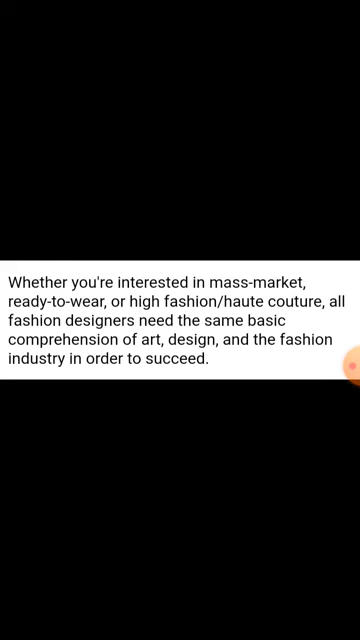 Whether you're interested in mass-market,
ready-to-wear, or high fashion/haute couture, all
fashion designers need the same basic
comprehension of art, design, and the fashion
industry in order to succeed.